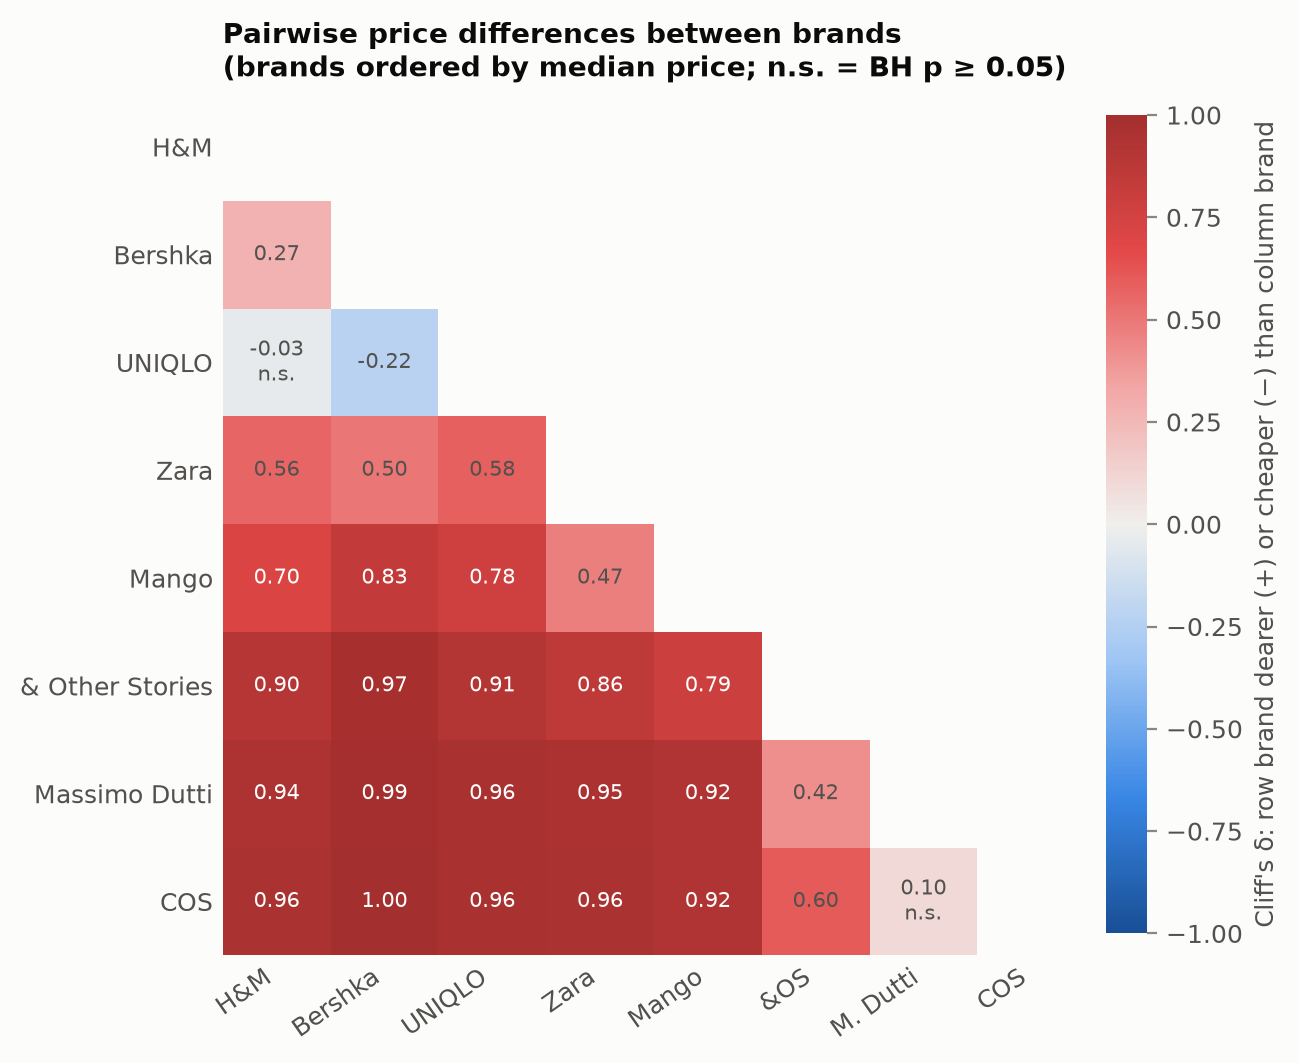 Pairwise price differences between brands
(brands ordered by median price; n.s. = BH p ≥ 0.05)
H&M
Bershka
0.27
UNIQLO
-0.03
n.s.
-0.22
Zara
0.56
0.50
0.58
Mango
0.70
0.83
0.78
0.47
& Other Stories
0.90
0.97
0.91
0.86
0.79
Massimo Dutti
0.94
0.99
0.96
0.95
0.92
0.42
COS
0.96
1.00
0.96
0.96
0.92
0.60
0.10
n.s.
H&M
Bershka
UNIQLO
Zara
Mango
&OS
M. Dutti
COS
1.00
0.75
0.50
0.25
0.00
−0.25
−0.50
−0.75
−1.00
Cliff's δ: row brand dearer (+) or cheaper (−) than column brand